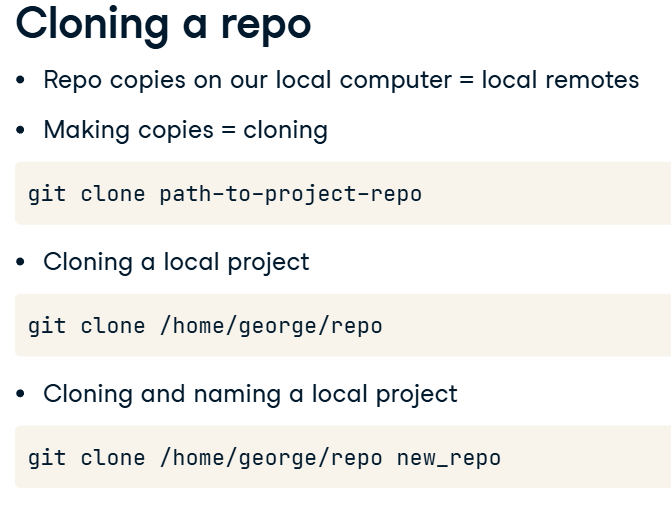 Cloning a repo
• Repo copies on our local computer = local remotes
• Making copies = cloning
git clone path-to-project-repo
• Cloning a local project
git clone /home/george/repo
• Cloning and naming a local project
git clone /home/george/repo new_repo